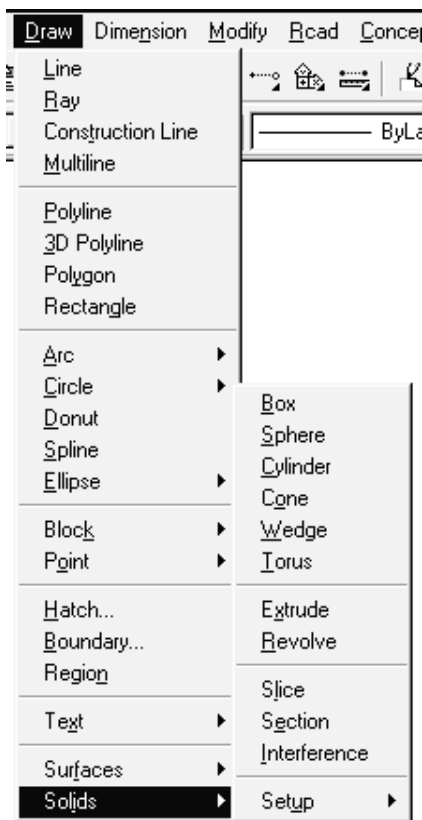 Draw Dimension Modify Rcad Concep
Line
Ray
Construction Line
ByLa
Multiline
Polyline
3D Polyline
Polygon
Rectangle
Arc
Circle
Donut
Spline
Ellipse
Block
Point
Hatch...
Boundary...
Region
Text
Surfaces
Solids
Box
Sphere
Cylinder
Cone
Wedge
Torus
Extrude
Revolve
Slice
Section
Interference
Setup